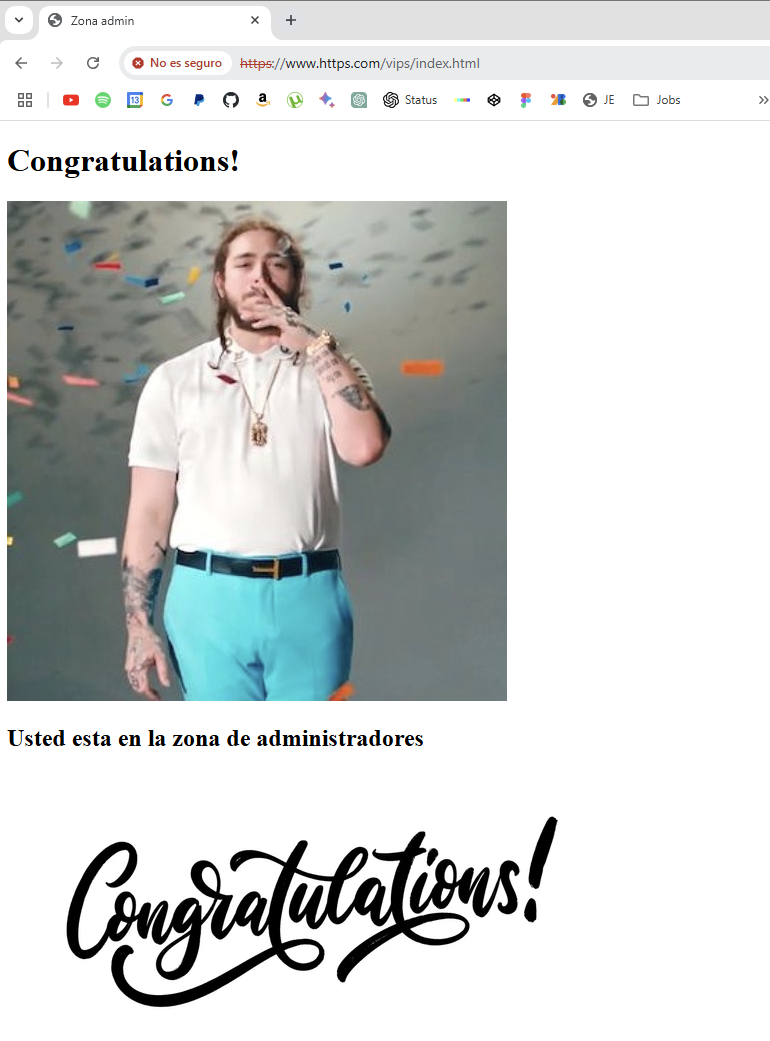 Zona admin
No es seguro https://www.https.com/vips/index.html
13 G a Status JE Jobs
Congratulations!
Usted esta en la zona de administradores
Congratulations!